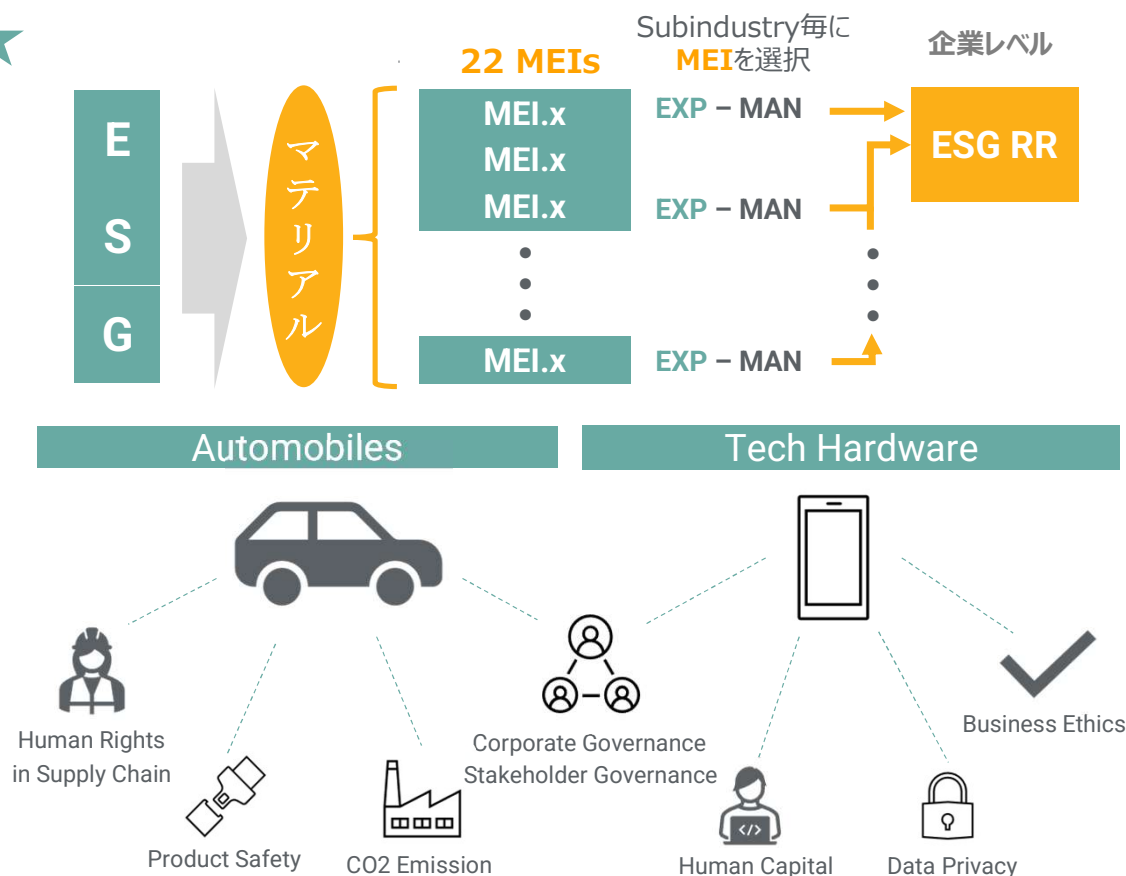 Subindustry毎に
MEIを選択
企業レベル
22 MEIs
E
S
G
マテリアル
MEI.x
MEI.x
MEI.x
MEI.x
EXP – MAN
EXP – MAN
EXP – MAN
ESG RR
Automobiles
Tech Hardware
Human Rights
in Supply Chain
Product Safety
CO2 Emission
Corporate Governance
Stakeholder Governance
Human Capital
Data Privacy
Business Ethics
</>